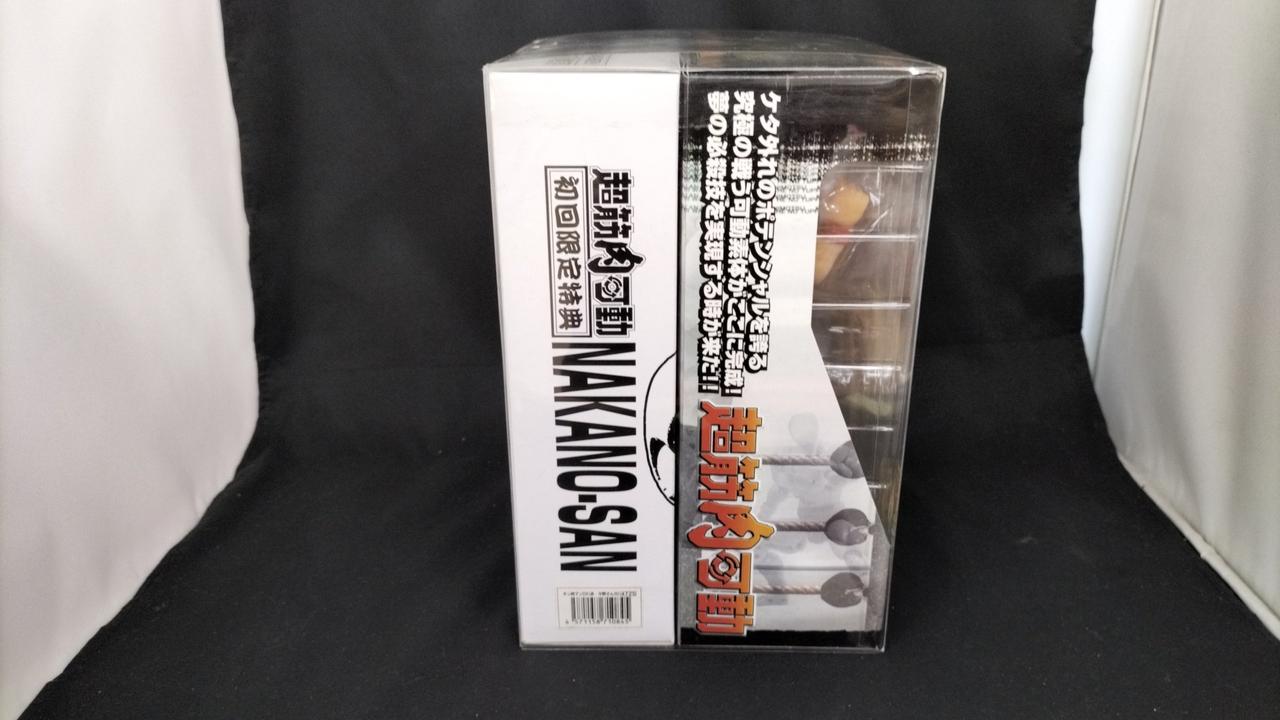 超筋肉可動
初回限定特典
NAKANO-SAN
4 571158 710845
ケタ外れのポテンシャルを誇る
究極の戦う可動素体がここに完成!
夢の必殺技を実現する時が来た!!
超筋肉可動